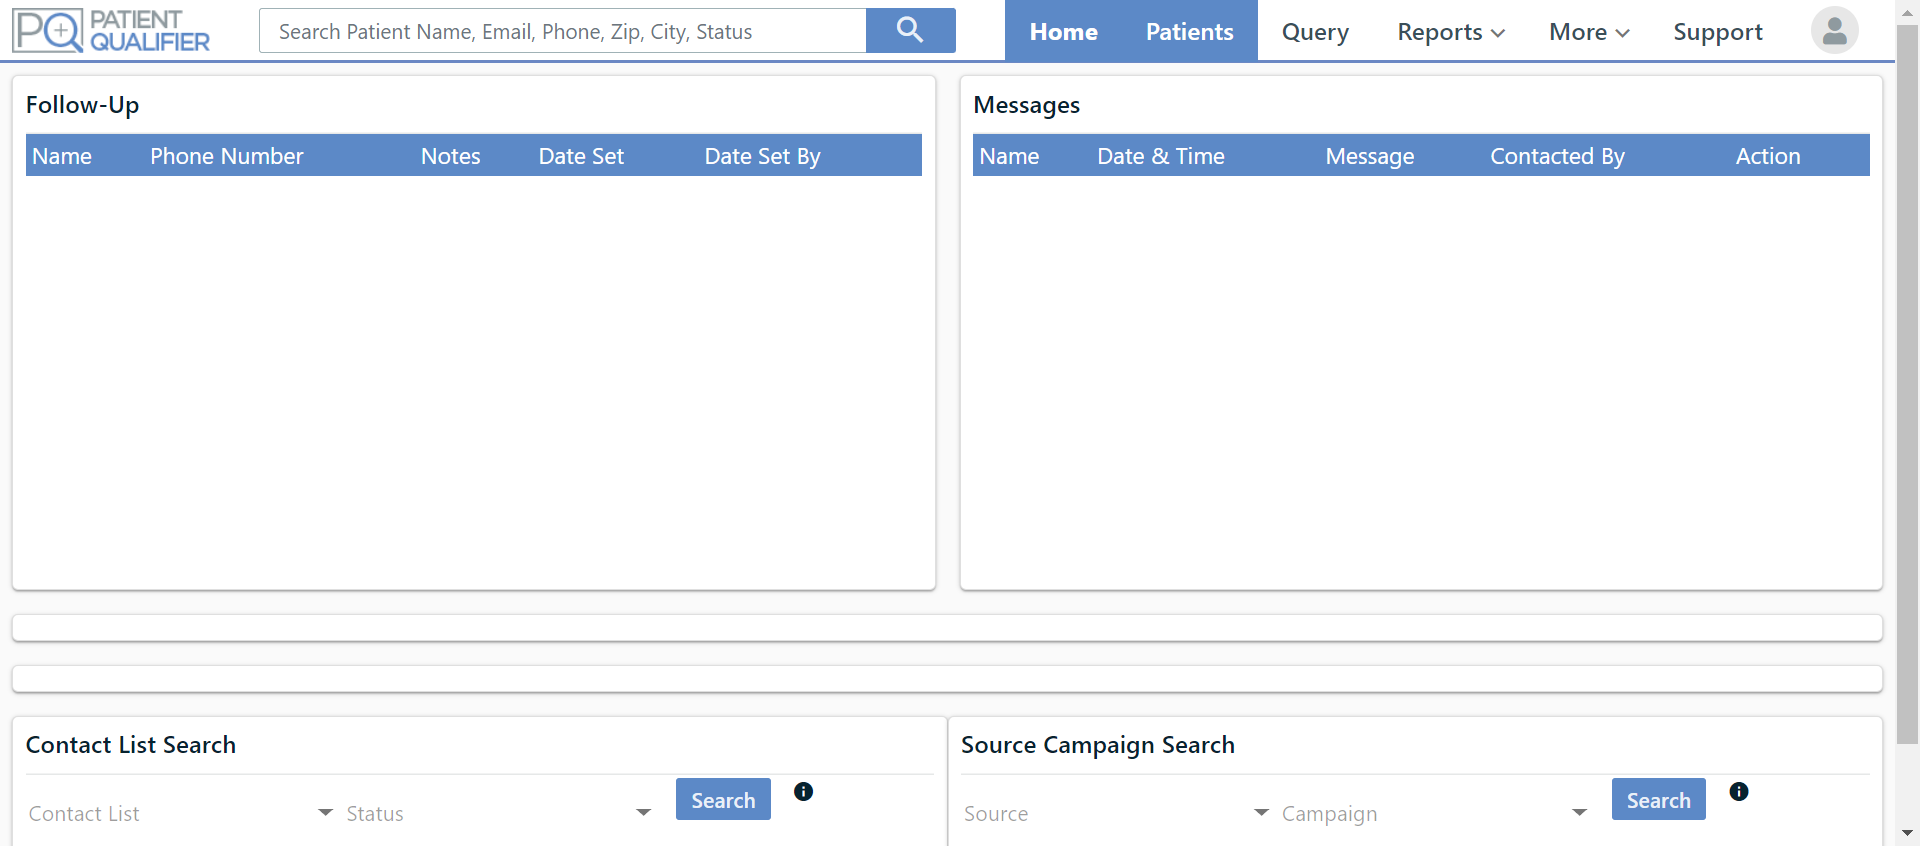 PQ PATIENT QUALIFIER
Search Patient Name, Email, Phone, Zip, City, Status
Home Patients Query Reports More Support
Follow-Up
Name Phone Number Notes Date Set Date Set By
Messages
Name Date & Time Message Contacted By Action
Contact List Search
Contact List Status Search
Source Campaign Search
Source Campaign Search